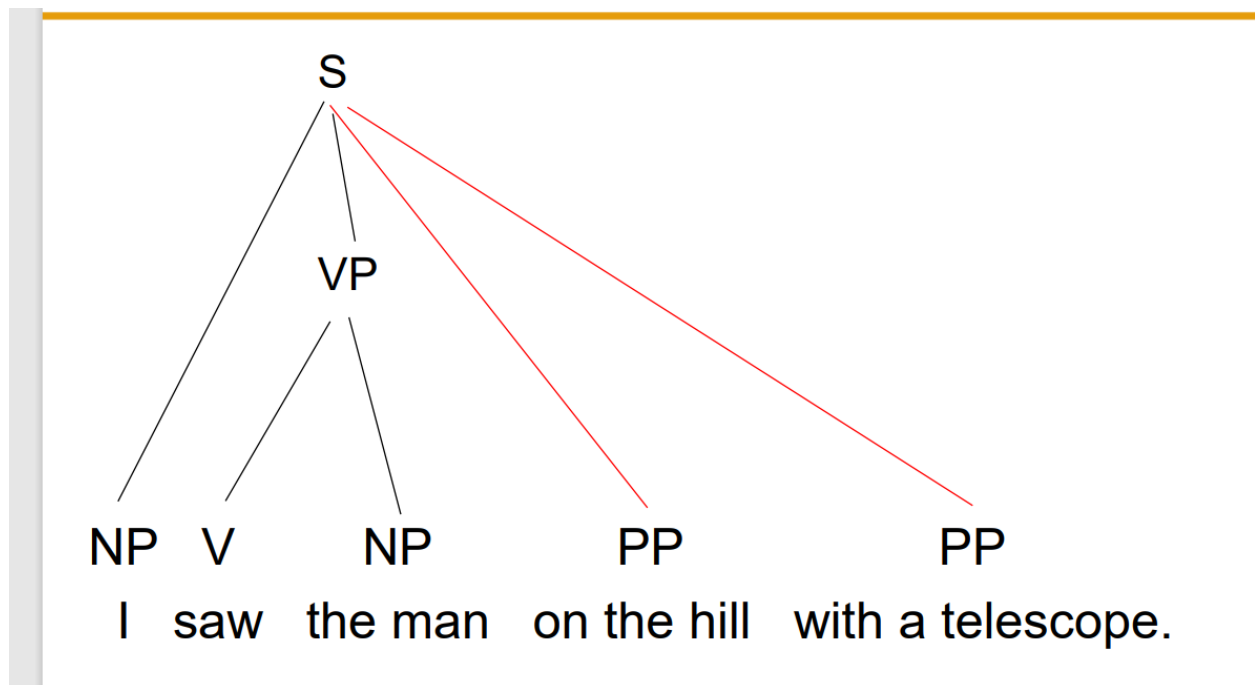 S
VP
NP V NP PP PP
I saw the man on the hill with a telescope.